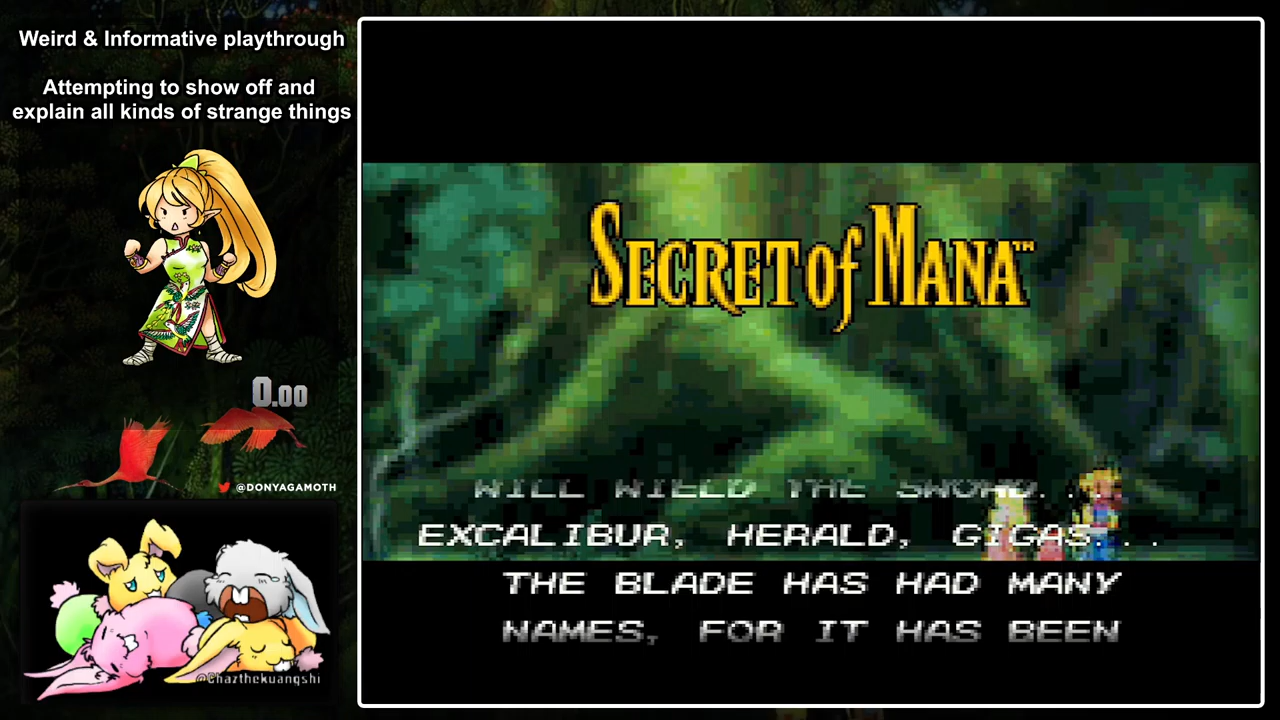 Weird & Informative playthrough
Attempting to show off and
explain all kinds of strange things
0.00
@DONYAGAMOTH
@Chazthekuangshi
SECRET of MANA™
WILL WIELD THE SWORD...
EXCALIBUR, HERALD, GIGAS...
THE BLADE HAS HAD MANY
NAMES, FOR IT HAS BEEN